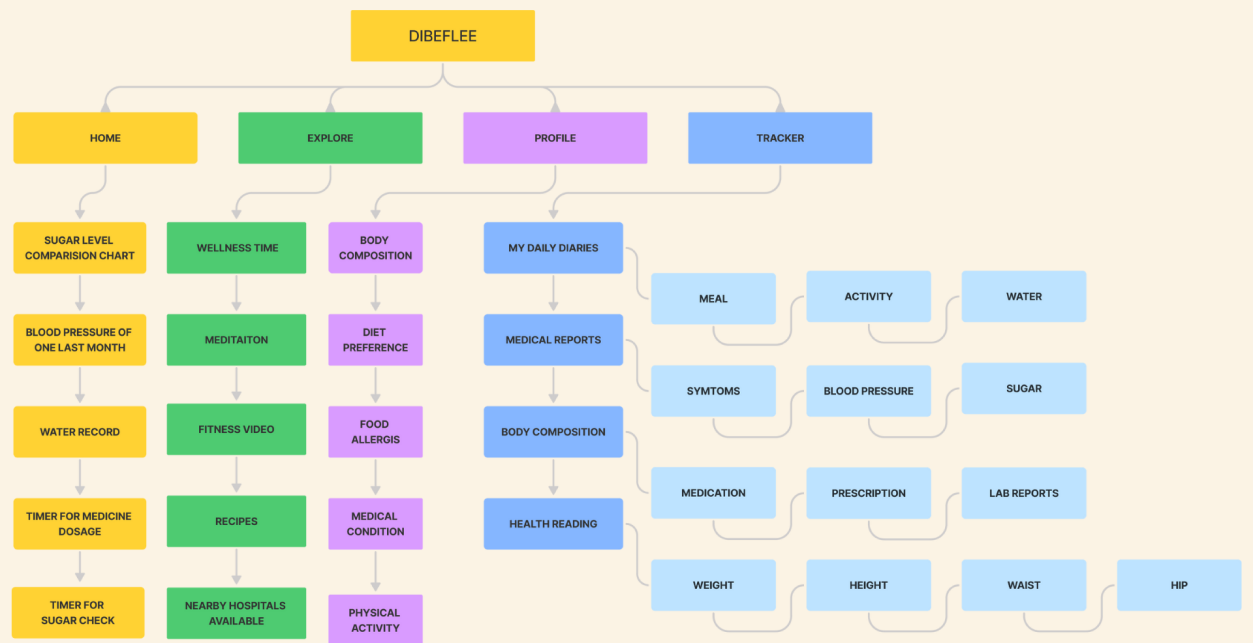 DIBEFLEE
HOME
EXPLORE
PROFILE
TRACKER
SUGAR LEVEL
COMPARISION CHART
BLOOD PRESSURE OF
ONE LAST MONTH
WATER RECORD
TIMER FOR MEDICINE
DOSAGE
TIMER FOR
SUGAR CHECK
WELLNESS TIME
MEDITAITON
FITNESS VIDEO
RECIPES
NEARBY HOSPITALS
AVAILABLE
BODY
COMPOSITION
DIET
PREFERENCE
FOOD
ALLERGIS
MEDICAL
CONDITION
PHYSICAL
ACTIVITY
MY DAILY DIARIES
MEDICAL REPORTS
BODY COMPOSITION
HEALTH READING
MEAL
ACTIVITY
WATER
SYMTOMS
BLOOD PRESSURE
SUGAR
MEDICATION
PRESCRIPTION
LAB REPORTS
WEIGHT
HEIGHT
WAIST
HIP